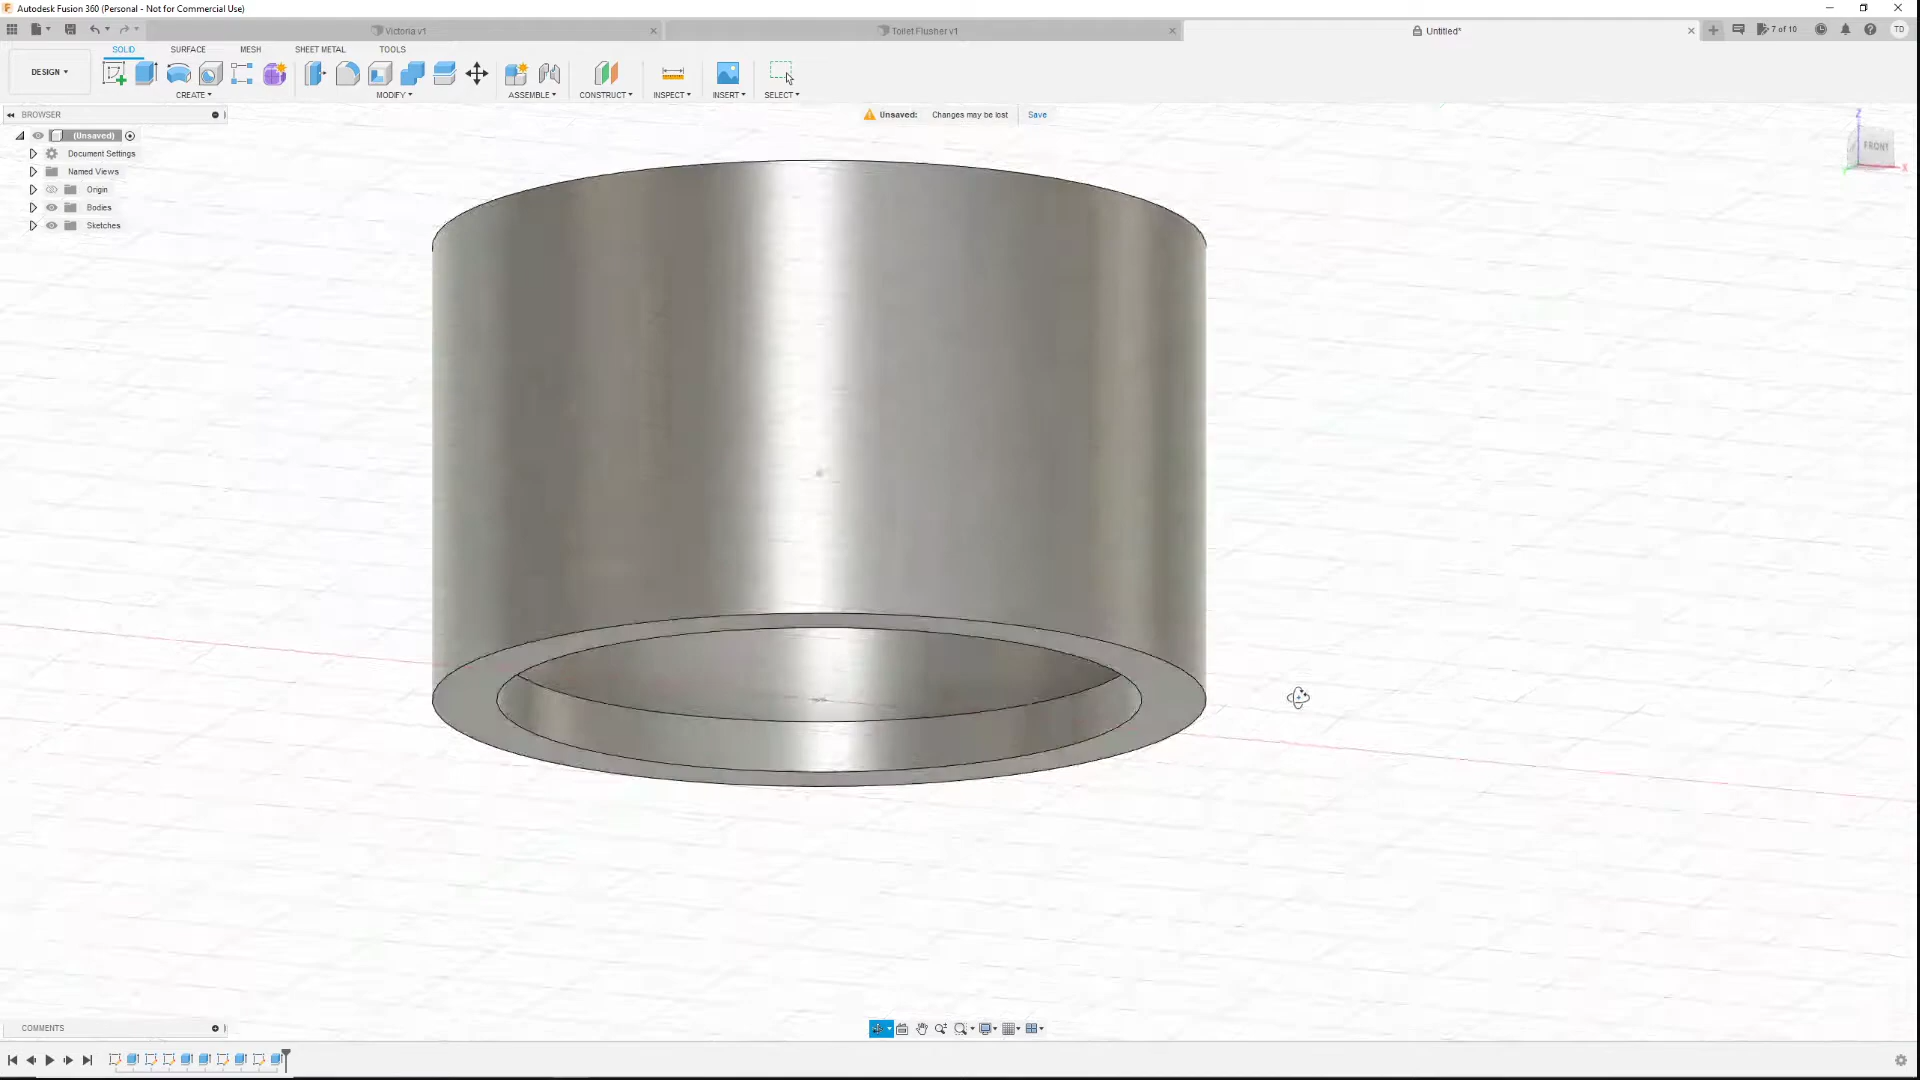 Autodesk Fusion 360 (Personal - Not for Commercial Use)
Victoria v1
Toilet Flusher v1
Untitled*
7 of 10
TD
DESIGN
SOLID
SURFACE
MESH
SHEET METAL
TOOLS
CREATE
MODIFY
ASSEMBLE
CONSTRUCT
INSPECT
INSERT
SELECT
BROWSER
Unsaved: Changes may be lost Save
(Unsaved)
Document Settings
Named Views
Origin
Bodies
Sketches
Z
FRONT
X
COMMENTS